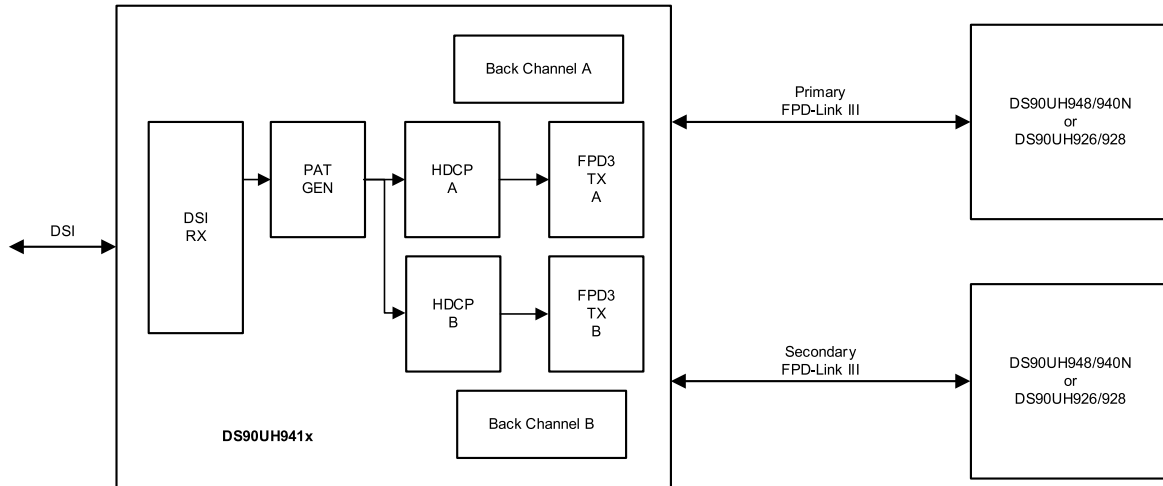 Back Channel A
Primary
FPD-Link III
DS90UH948/940N
or
DS90UH926/928
DSI
DSI
RX
PAT
GEN
HDCP
A
FPD3
TX
A
HDCP
B
FPD3
TX
B
Secondary
FPD-Link III
DS90UH948/940N
or
DS90UH926/928
Back Channel B
DS90UH941x